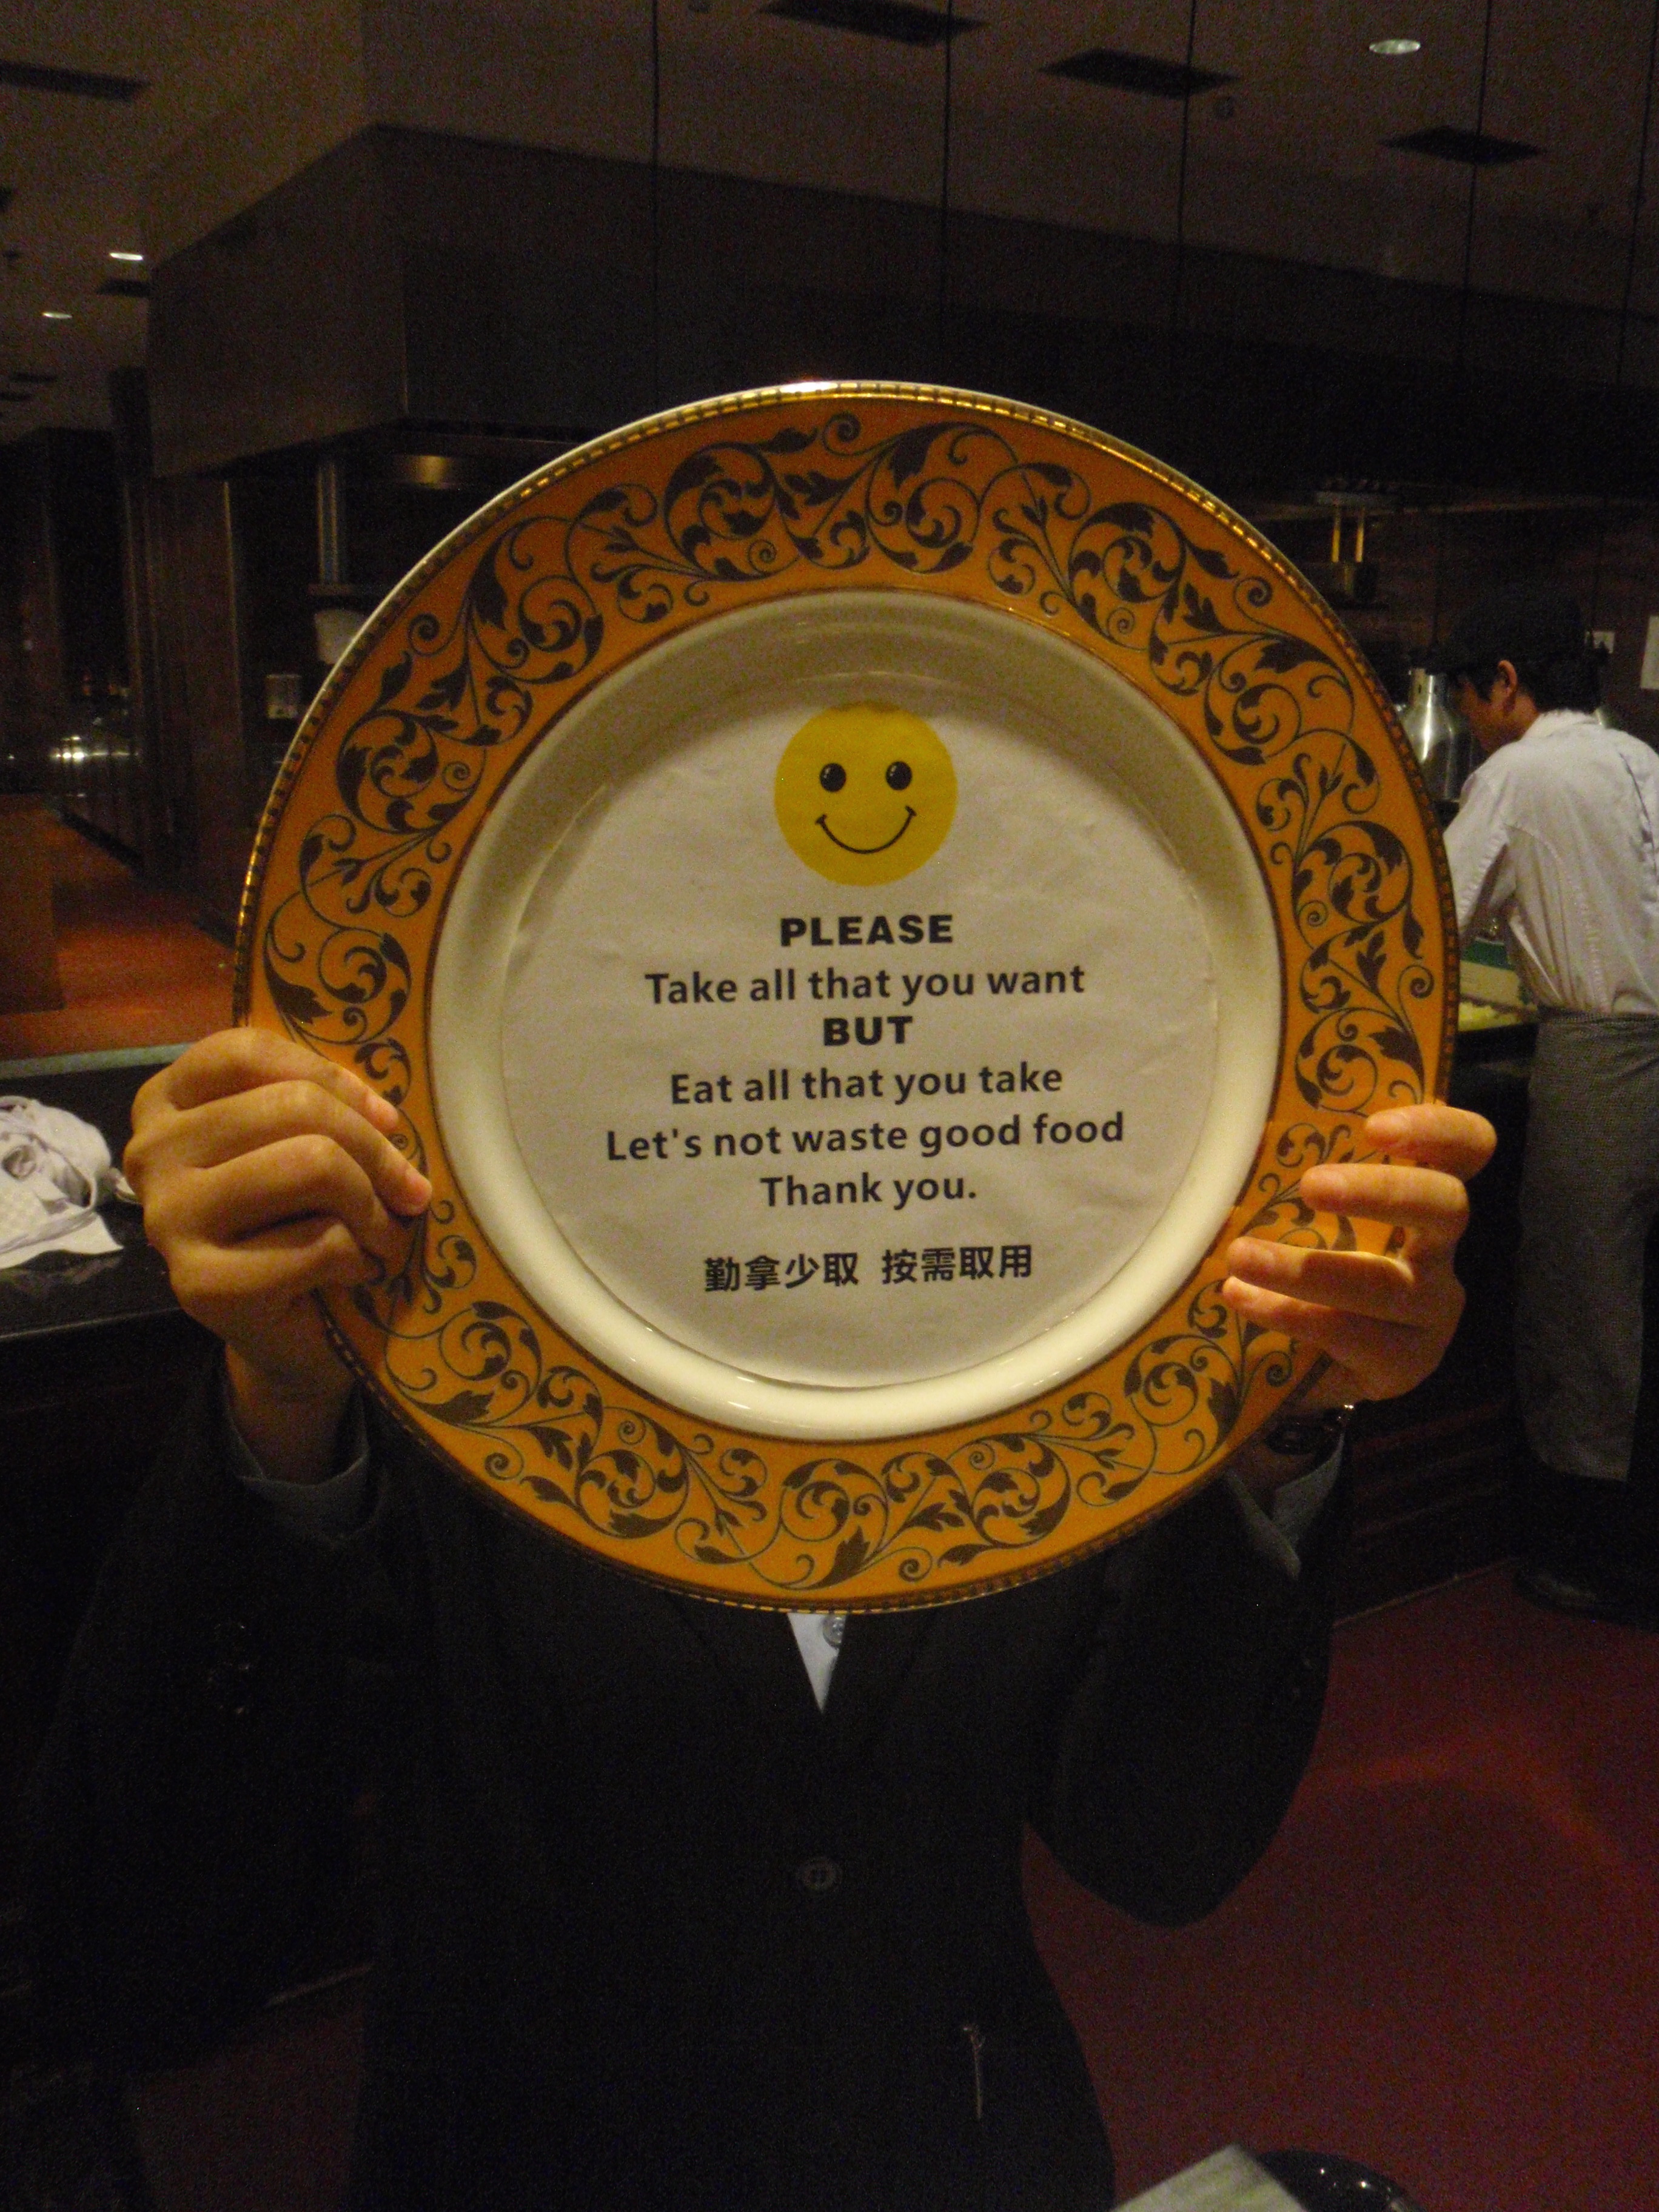 PLEASE
Take all that you want
BUT
Eat all that you take
Let's not waste good food
Thank you.
勤拿少取 按需取用